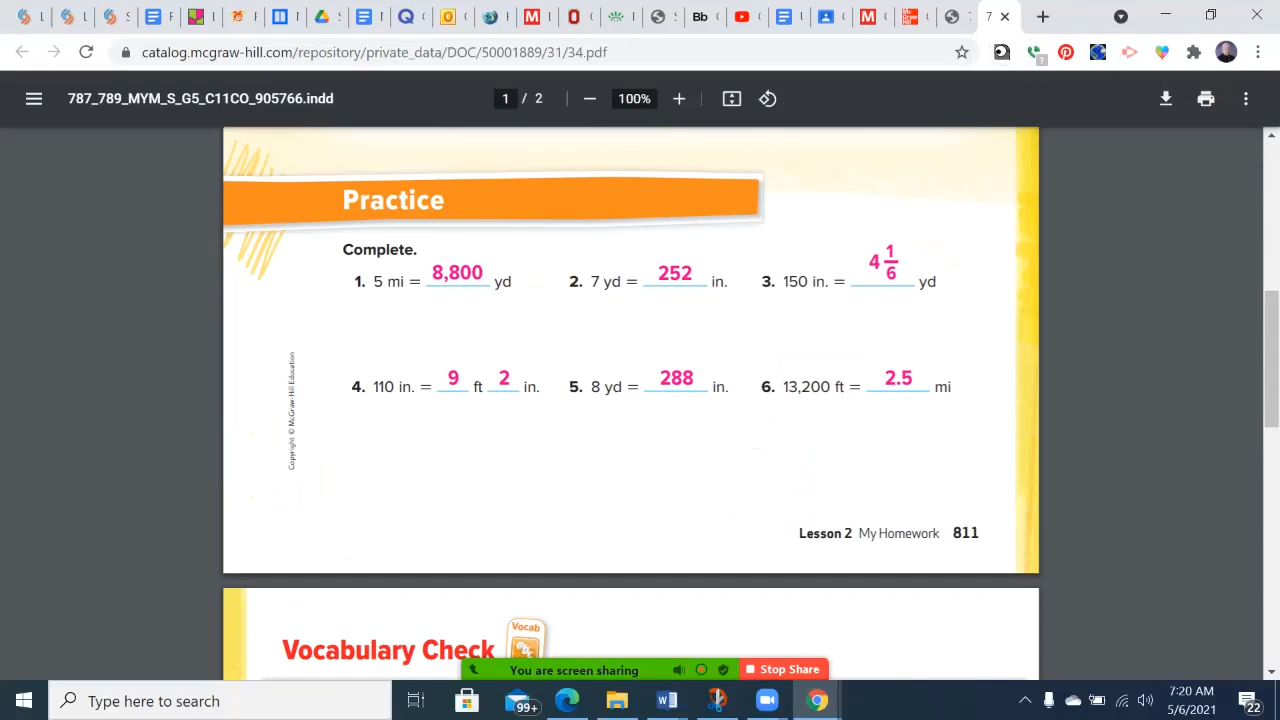 7
catalog.mcgraw-hill.com/repository/private_data/DOC/50001889/31/34.pdf
787_789_MYM_S_G5_C11CO_905766.indd
1 / 2
100%
Practice
Complete.
1. 5 mi = 8,800 yd
2. 7 yd = 252 in.
3. 150 in. = 4 1/6 yd
4. 110 in. = 9 ft 2 in.
5. 8 yd = 288 in.
6. 13,200 ft = 2.5 mi
Copyright © McGraw-Hill Education
Lesson 2 My Homework 811
Vocabulary Check
Vocab
You are screen sharing
Stop Share
Type here to search
99+
7:20 AM
5/6/2021
22